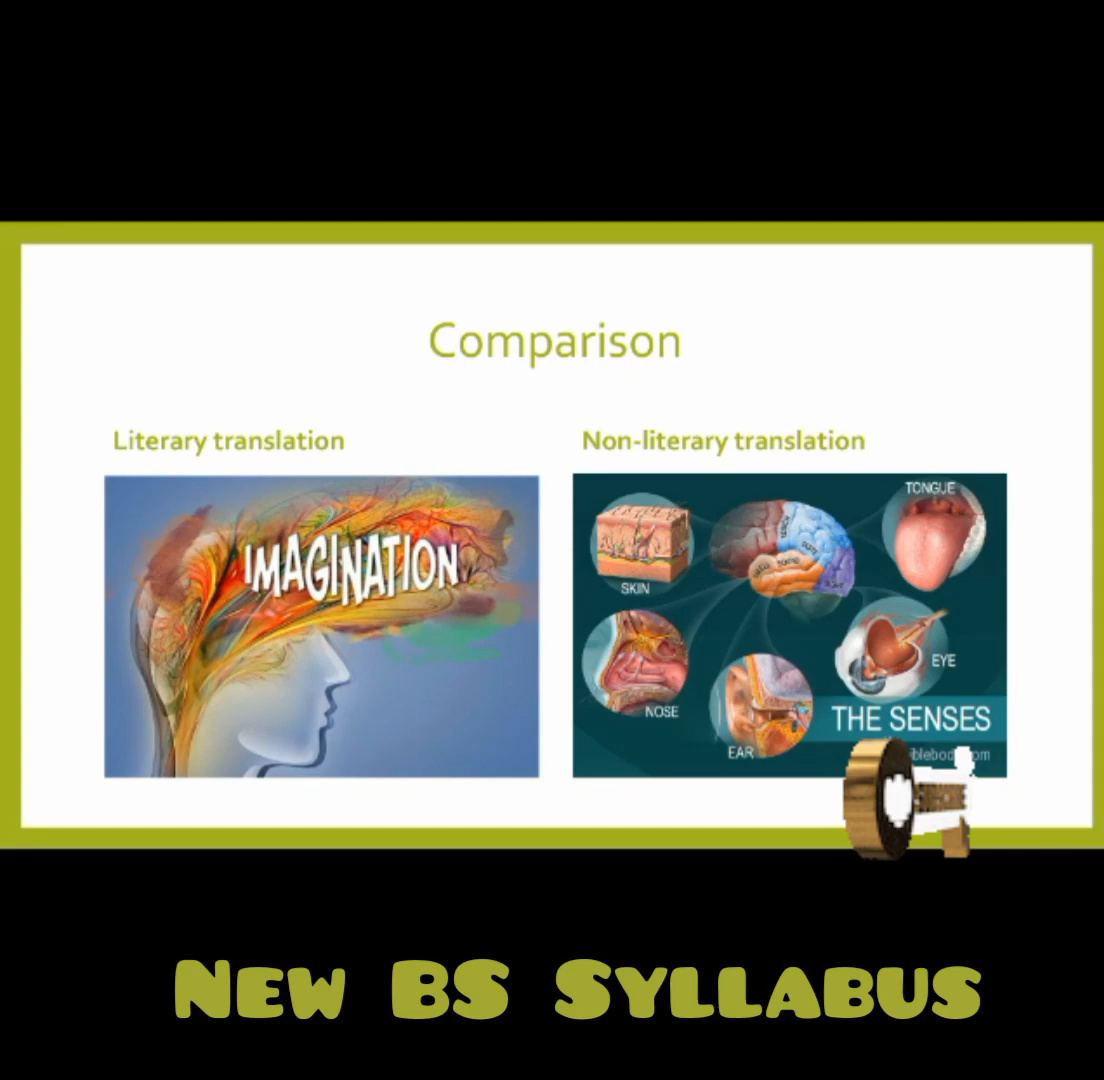 Comparison
Literary translation
Non-literary translation
IMAGINATION
TONGUE
SKIN
EYE
NOSE
THE SENSES
EAR
New BS Syllabus